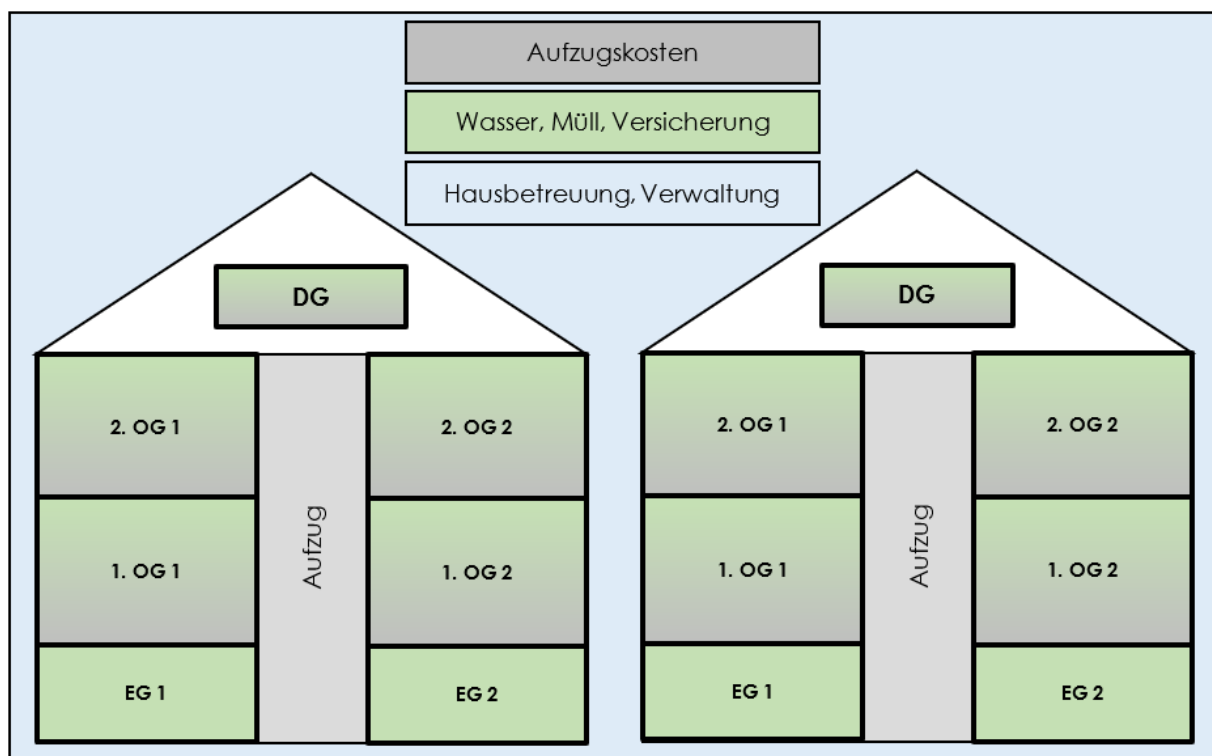 Aufzugskosten
Wasser, Müll, Versicherung
Hausbetreuung, Verwaltung
DG
2. OG 1
2. OG 2
1. OG 1
Aufzug
1. OG 2
EG 1
EG 2
DG
2. OG 1
2. OG 2
1. OG 1
Aufzug
1. OG 2
EG 1
EG 2